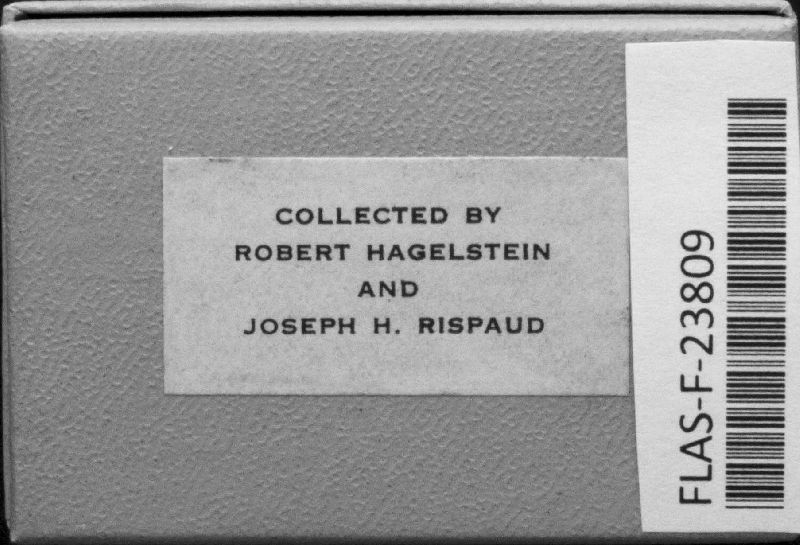 COLLECTED BY
ROBERT HAGELSTEIN
AND
JOSEPH H. RISPAUD
FLAS-F-23809